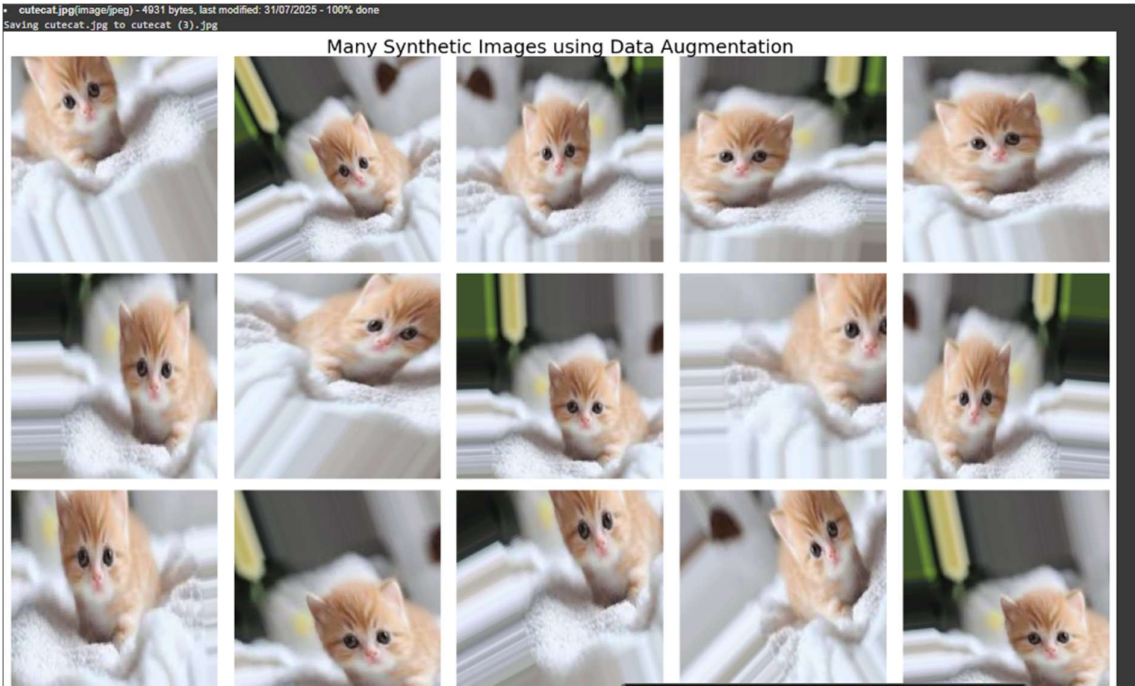 • cutecat.jpg(image/jpeg) - 4931 bytes, last modified: 31/07/2025 - 100% done
Saving cutecat.jpg to cutecat (3).jpg
Many Synthetic Images using Data Augmentation